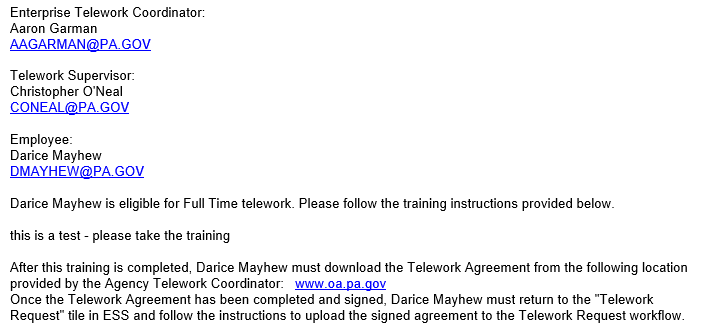 Enterprise Telework Coordinator:
Aaron Garman
AAGARMAN@PA.GOV
Telework Supervisor:
Christopher O'Neal
CONEAL@PA.GOV
Employee:
Darice Mayhew
DMAYHEW@PA.GOV
Darice Mayhew is eligible for Full Time telework. Please follow the training instructions provided below.
this is a test - please take the training
After this training is completed, Darice Mayhew must download the Telework Agreement from the following location
provided by the Agency Telework Coordinator: www.oa.pa.gov
Once the Telework Agreement has been completed and signed, Darice Mayhew must return to the "Telework
Request" tile in ESS and follow the instructions to upload the signed agreement to the Telework Request workflow.